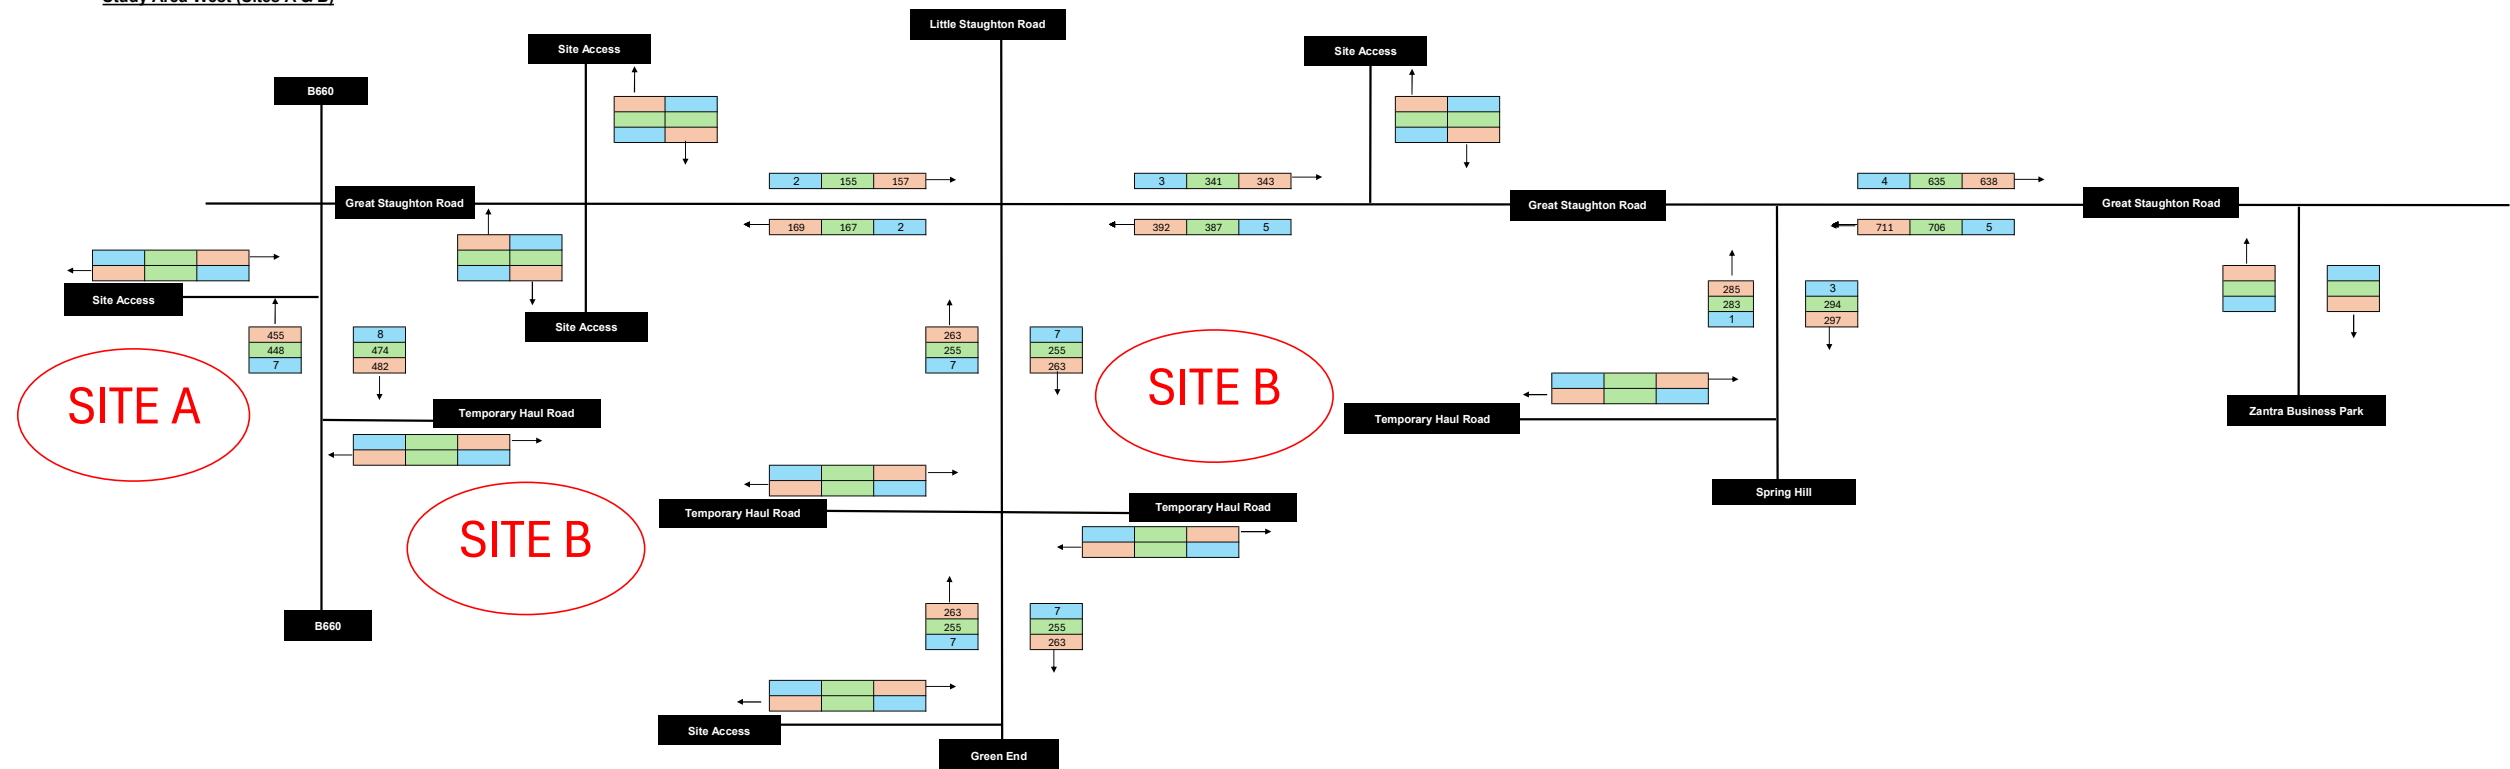 Study Area West (Sites A & B)
Little Staughton Road
Site Access
Site Access
B660
2 155 157
3 341 343
4 635 638
Great Staughton Road
Great Staughton Road
Great Staughton Road
169 167 2
392 387 5
711 706 5
Site Access
Site Access
285
283
1
3
294
297
455
448
7
8
474
482
263
255
7
7
255
263
SITE A
SITE B
Temporary Haul Road
Temporary Haul Road
Zantra Business Park
SITE B
Temporary Haul Road
Temporary Haul Road
Spring Hill
B660
263
255
7
7
255
263
Site Access
Green End